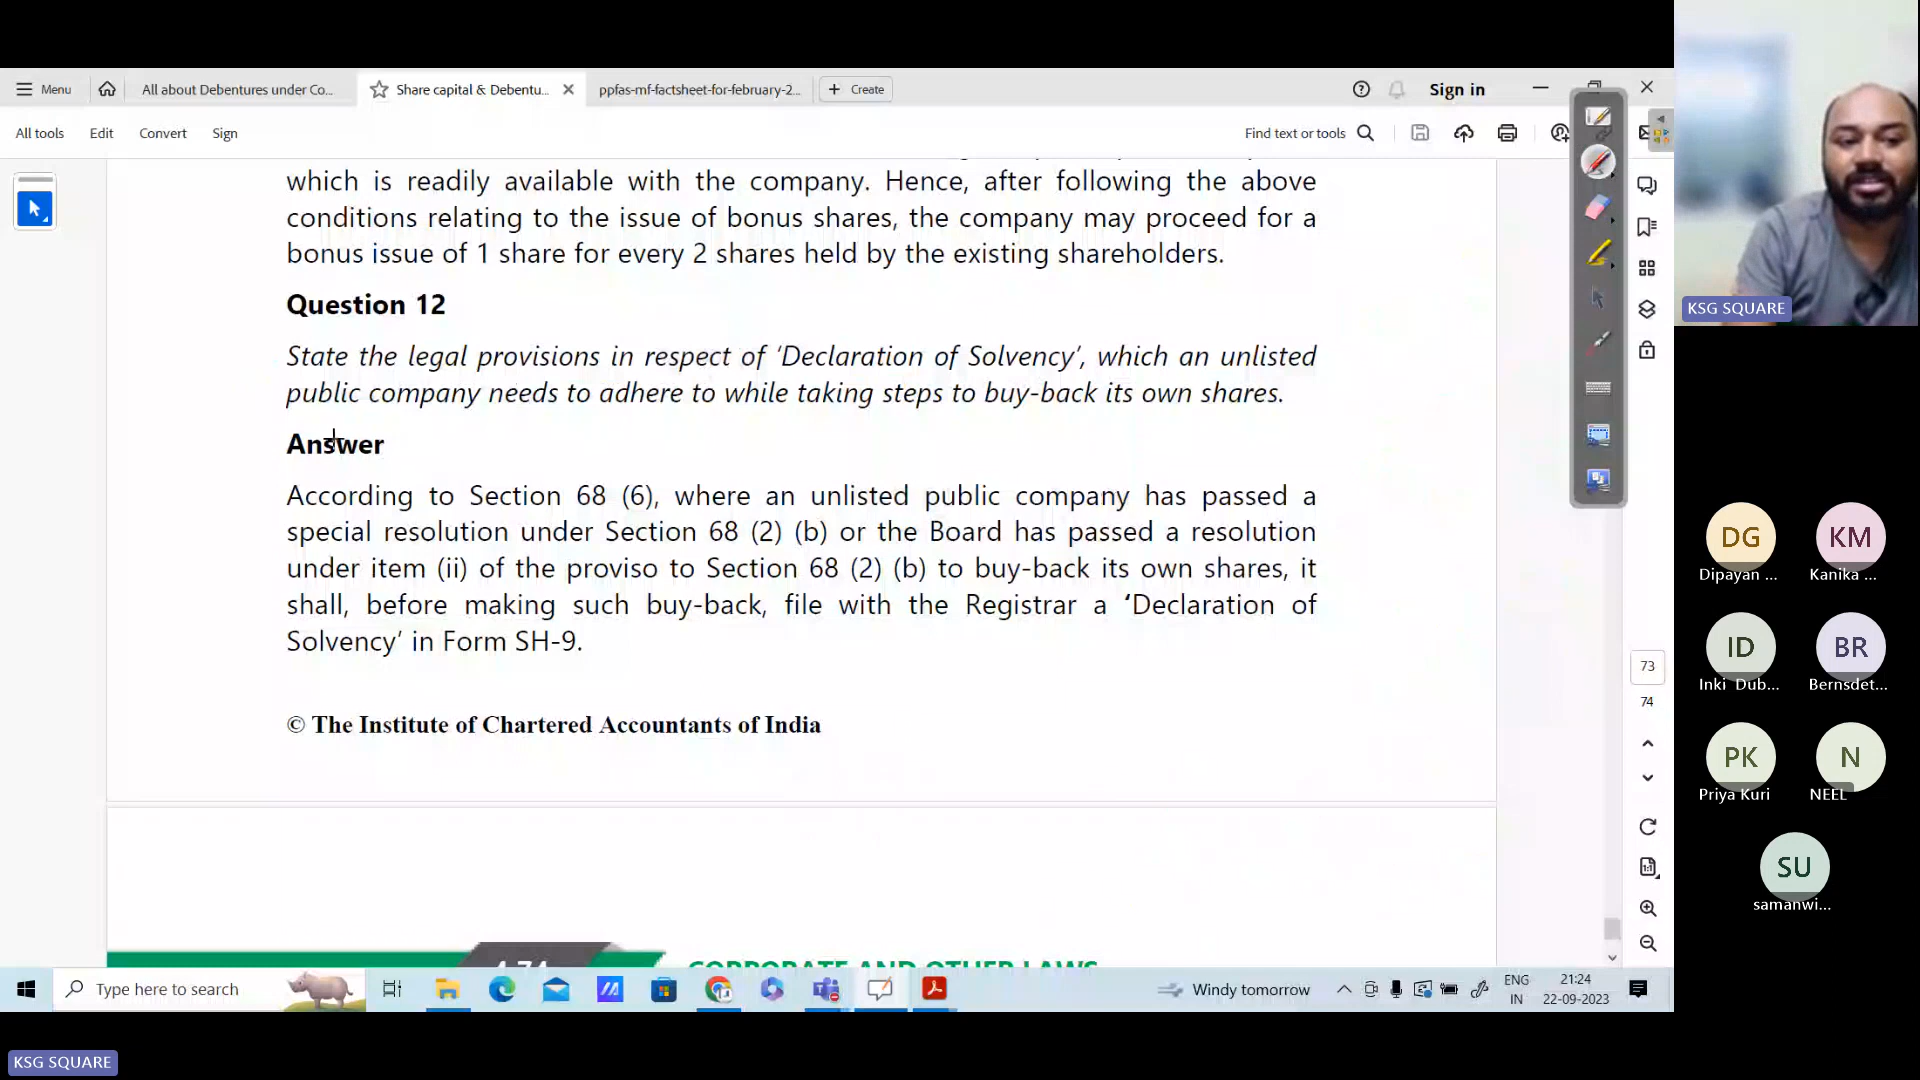 Menu
All about Debentures under Co...
Share capital & Debentu...
ppfas-mf-factsheet-for-february-2...
Create
Sign in
All tools
Edit
Convert
Sign
Find text or tools
which is readily available with the company. Hence, after following the above
conditions relating to the issue of bonus shares, the company may proceed for a
bonus issue of 1 share for every 2 shares held by the existing shareholders.
Question 12
State the legal provisions in respect of ‘Declaration of Solvency’, which an unlisted
public company needs to adhere to while taking steps to buy-back its own shares.
Answer
According to Section 68 (6), where an unlisted public company has passed a
special resolution under Section 68 (2) (b) or the Board has passed a resolution
under item (ii) of the proviso to Section 68 (2) (b) to buy-back its own shares, it
shall, before making such buy-back, file with the Registrar a ‘Declaration of
Solvency’ in Form SH-9.
© The Institute of Chartered Accountants of India
4.74
CORPORATE AND OTHER LAWS
73
74
KSG SQUARE
DG
Dipayan ...
KM
Kanika ...
ID
Inki Dub...
BR
Bernsdet...
PK
Priya Kuri
N
NEEL
SU
samanwi...
Type here to search
Windy tomorrow
ENG
IN
21:24
22-09-2023
KSG SQUARE